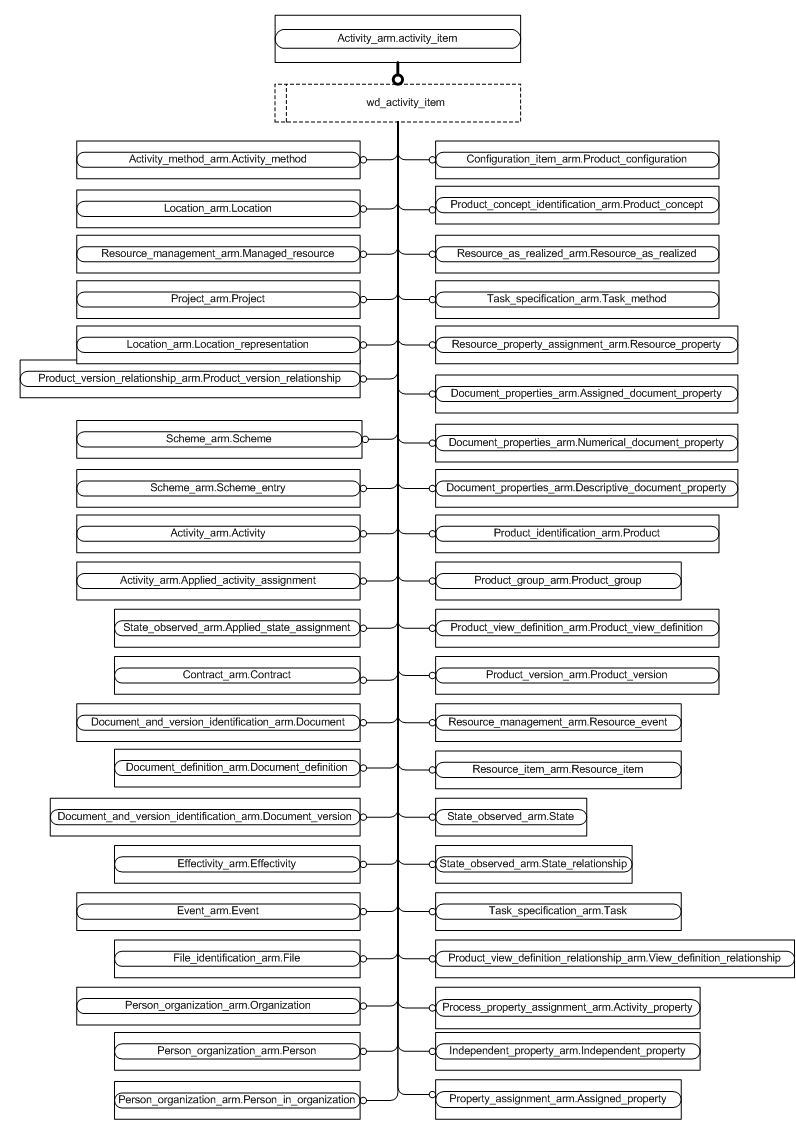 Activity_arm.activity_item
wd_activity_item
Activity_method_arm.Activity_method
Configuration_item_arm.Product_configuration
Location_arm.Location
Product_concept_identification_arm.Product_concept
Resource_management_arm.Managed_resource
Resource_as_realized_arm.Resource_as_realized
Project_arm.Project
Task_specification_arm.Task_method
Location_arm.Location_representation
Resource_property_assignment_arm.Resource_property
Product_version_relationship_arm.Product_version_relationship
Document_properties_arm.Assigned_document_property
Scheme_arm.Scheme
Document_properties_arm.Numerical_document_property
Scheme_arm.Scheme_entry
Document_properties_arm.Descriptive_document_property
Activity_arm.Activity
Product_identification_arm.Product
Activity_arm.Applied_activity_assignment
Product_group_arm.Product_group
State_observed_arm.Applied_state_assignment
Product_view_definition_arm.Product_view_definition
Contract_arm.Contract
Product_version_arm.Product_version
Document_and_version_identification_arm.Document
Resource_management_arm.Resource_event
Document_definition_arm.Document_definition
Resource_item_arm.Resource_item
Document_and_version_identification_arm.Document_version
State_observed_arm.State
Effectivity_arm.Effectivity
State_observed_arm.State_relationship
Event_arm.Event
Task_specification_arm.Task
File_identification_arm.File
Product_view_definition_relationship_arm.View_definition_relationship
Person_organization_arm.Organization
Process_property_assignment_arm.Activity_property
Person_organization_arm.Person
Independent_property_arm.Independent_property
Person_organization_arm.Person_in_organization
Property_assignment_arm.Assigned_property